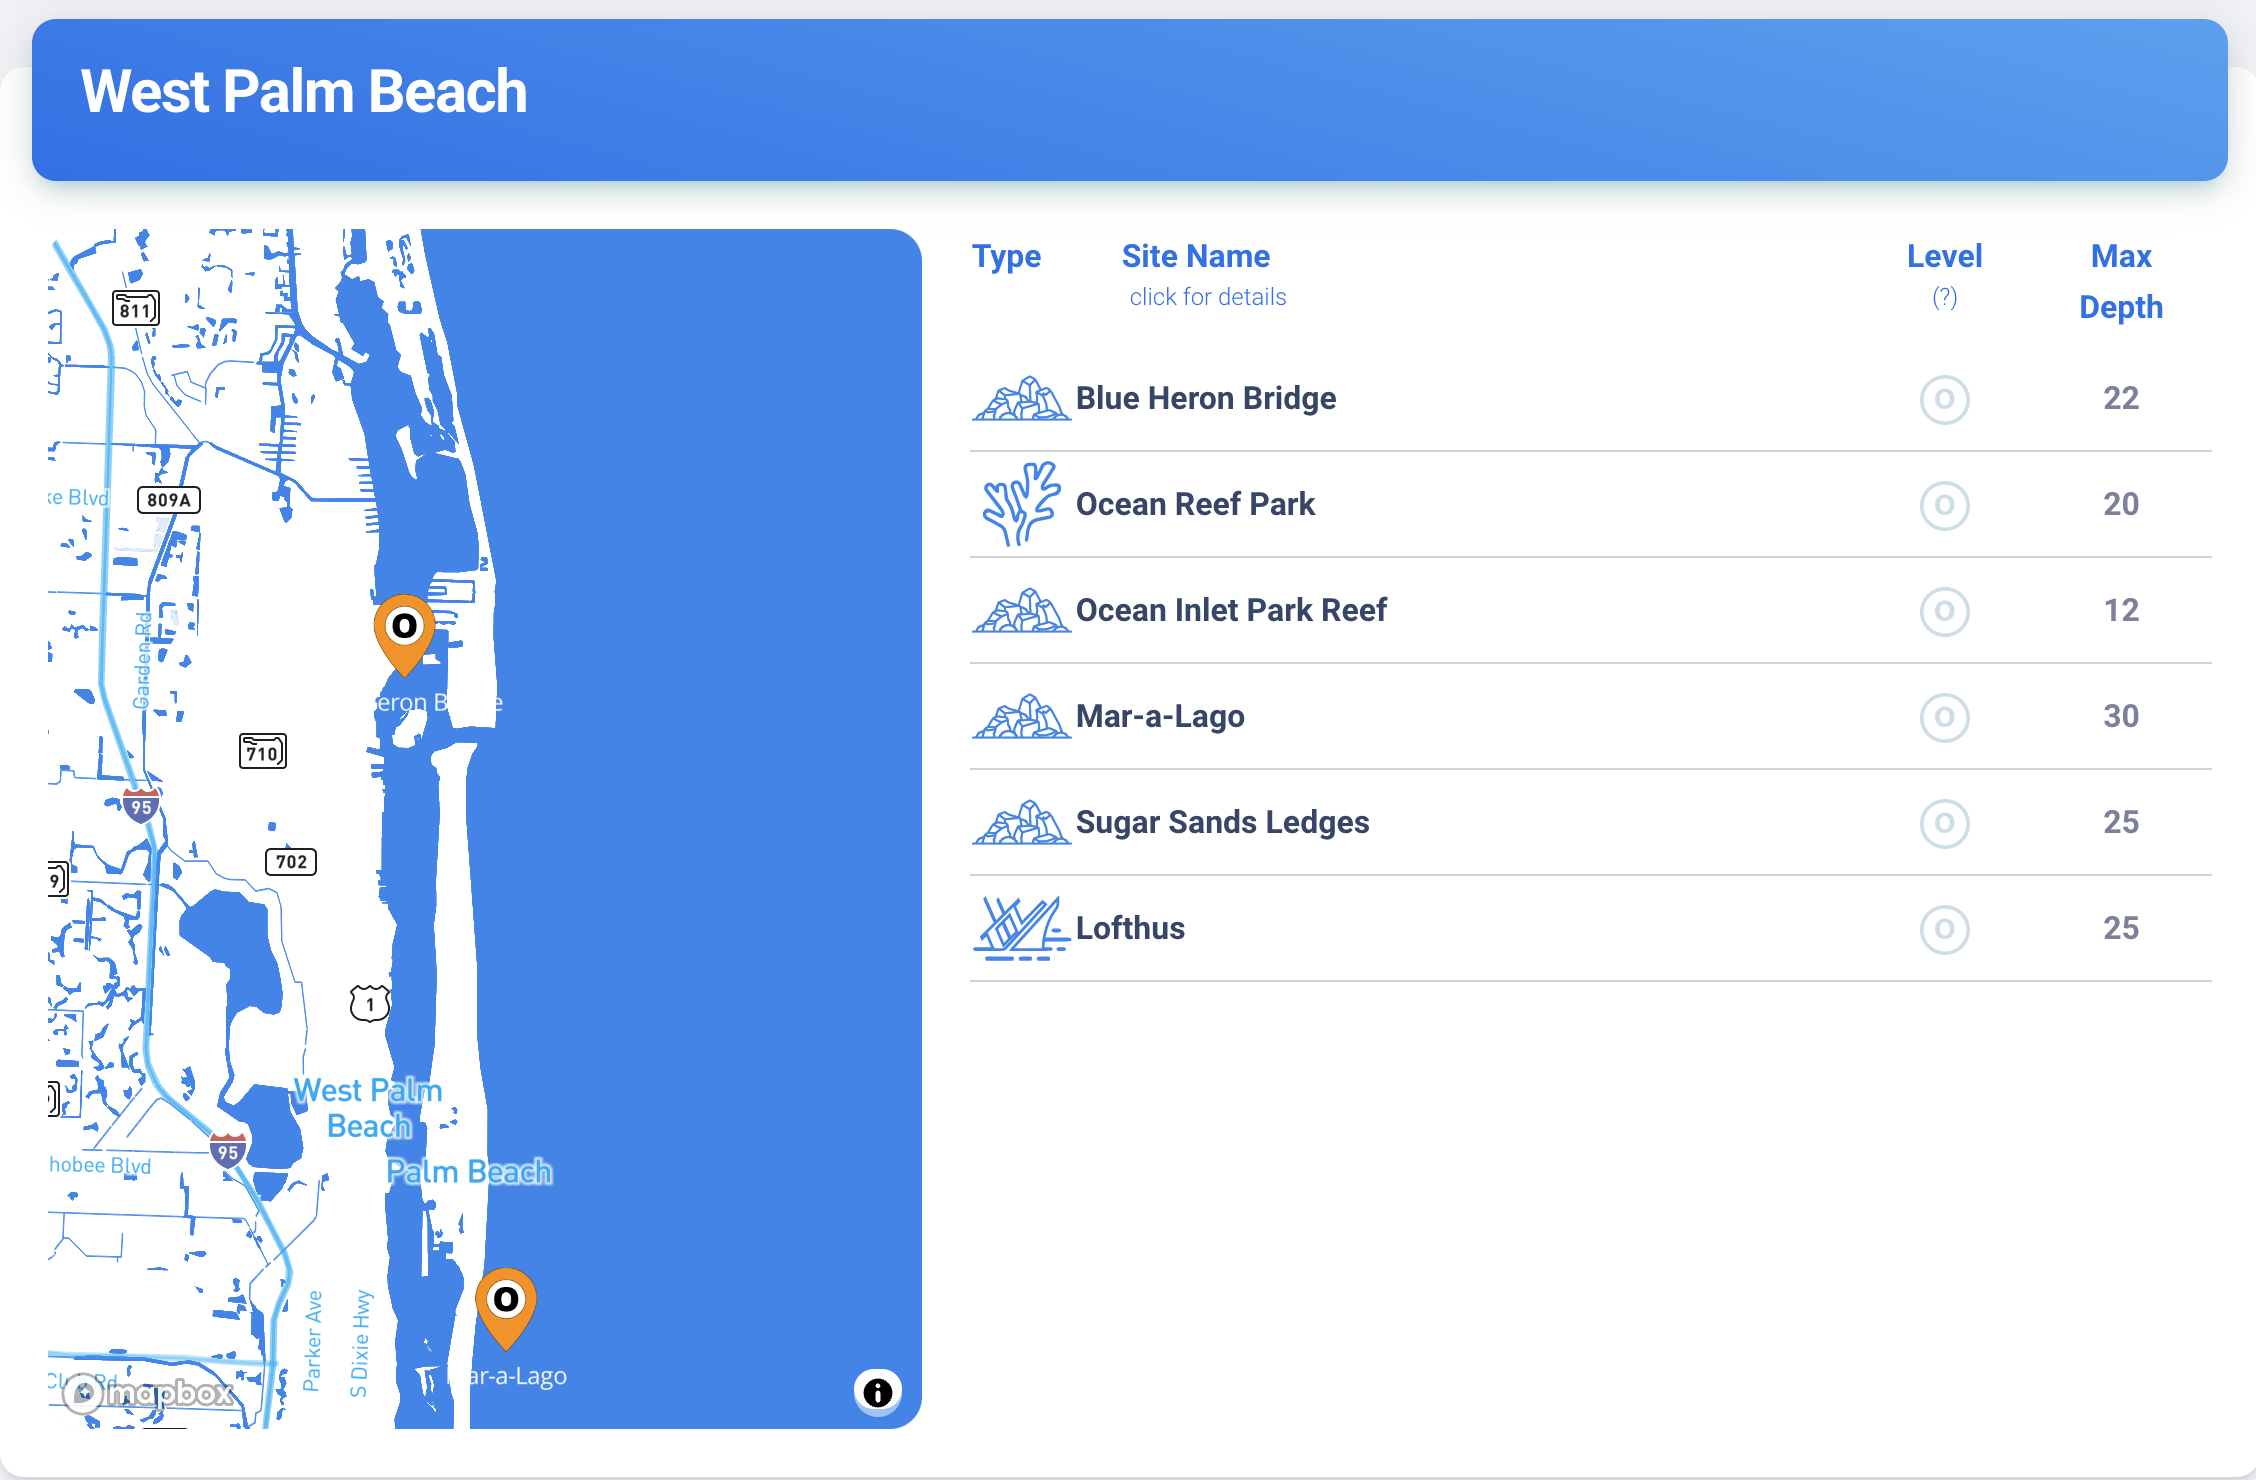 West Palm Beach
811
ke Blvd
809A
Garden Rd
eron B e
710
95
702
9
1
West Palm
Beach
Palm Beach
95
hobee Blvd
Parker Ave
S Dixie Hwy
ar-a-Lago
Club Rd
mapbox
O
O
Type Site Name Level Max
click for details (?) Depth
Blue Heron Bridge O 22
Ocean Reef Park O 20
Ocean Inlet Park Reef O 12
Mar-a-Lago O 30
Sugar Sands Ledges O 25
Lofthus O 25